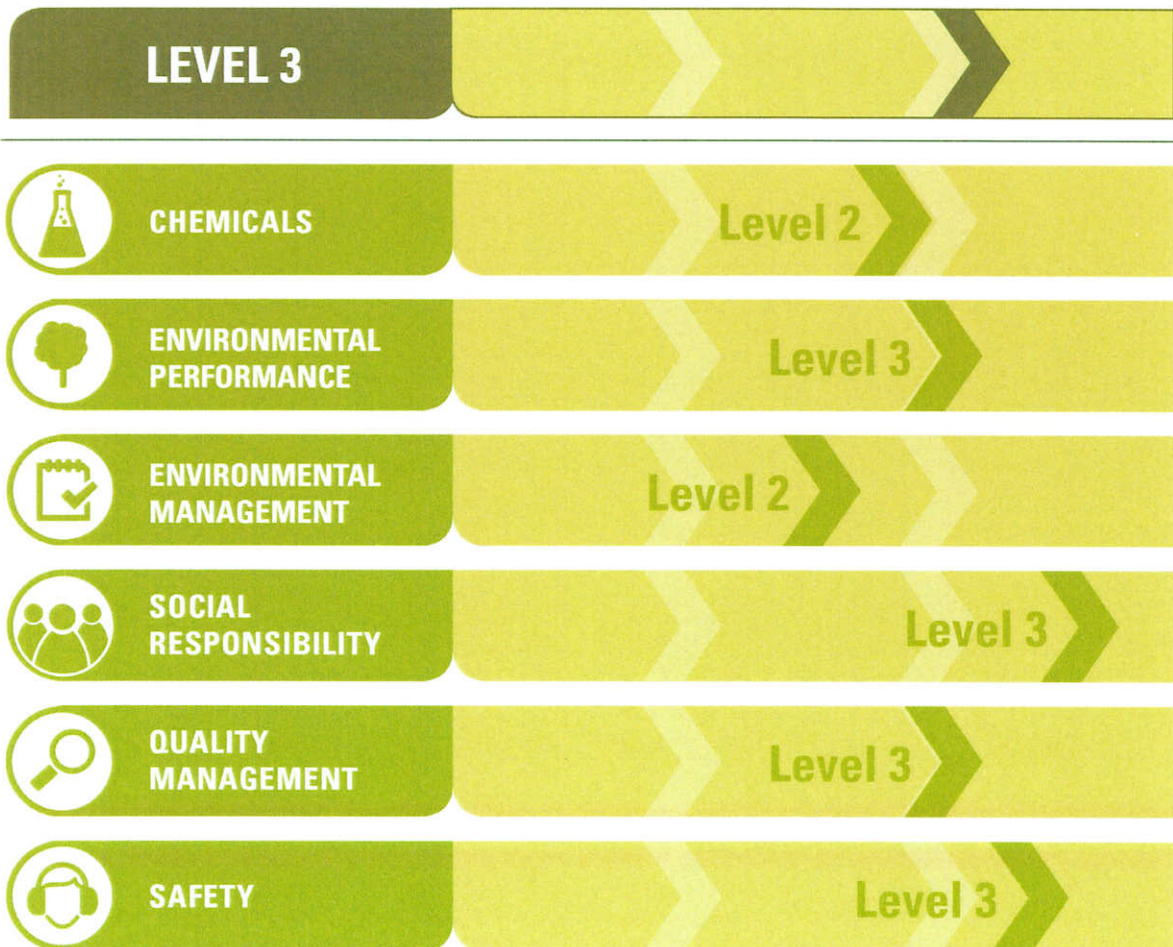 LEVEL 3
CHEMICALS
Level 2
ENVIRONMENTAL
PERFORMANCE
Level 3
ENVIRONMENTAL
MANAGEMENT
Level 2
SOCIAL
RESPONSIBILITY
Level 3
QUALITY
MANAGEMENT
Level 3
SAFETY
Level 3